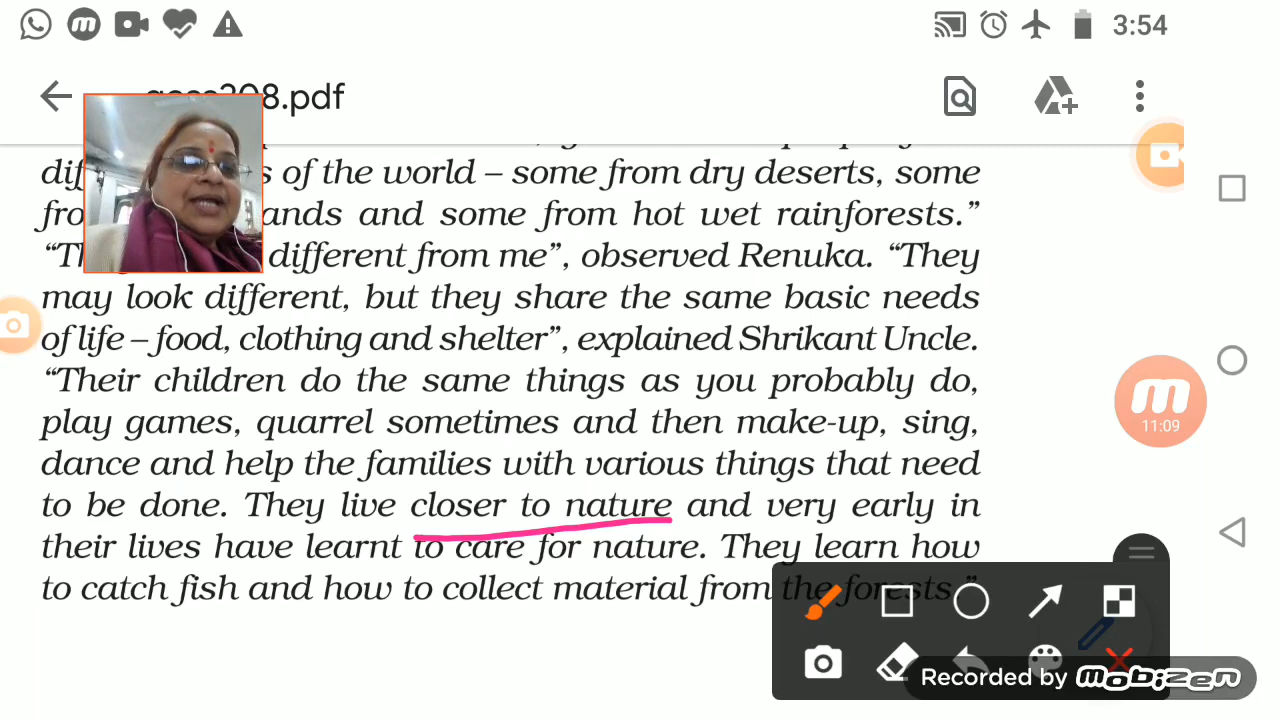 3:54
308.pdf
s of the world – some from dry deserts, some
ands and some from hot wet rainforests.”
different from me”, observed Renuka. “They
may look different, but they share the same basic needs
of life – food, clothing and shelter”, explained Shrikant Uncle.
“Their children do the same things as you probably do,
play games, quarrel sometimes and then make-up, sing,
dance and help the families with various things that need
to be done. They live closer to nature and very early in
their lives have learnt to care for nature. They learn how
to catch fish and how to collect material from the forests.”
11:09
Recorded by mobizen